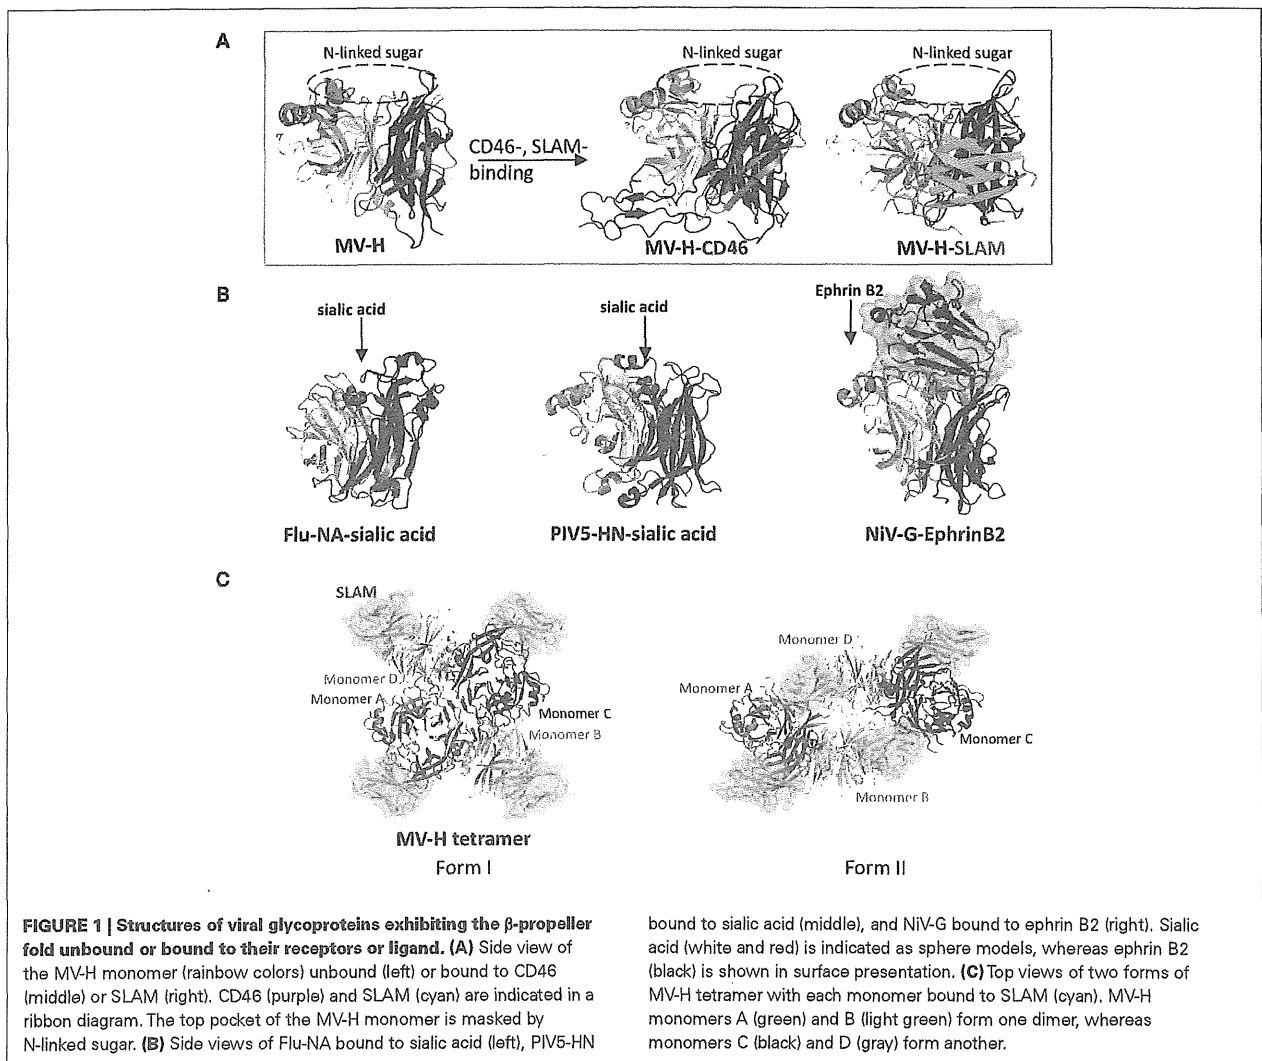 A
N-linked sugar
N-linked sugar
N-linked sugar
CD46-, SLAM-
binding
MV-H
MV-H-CD46
MV-H-SLAM
B
sialic acid
sialic acid
Ephrin B2
Flu-NA-sialic acid
PIV5-HN-sialic acid
NiV-G-EphrinB2
C
SLAM
Monomer D
Monomer A
Monomer C
Monomer B
Monomer D
Monomer A
Monomer C
Monomer B
MV-H tetramer
Form I
Form II
FIGURE 1 | Structures of viral glycoproteins exhibiting the β-propeller
fold unbound or bound to their receptors or ligand. (A) Side view of
the MV-H monomer (rainbow colors) unbound (left) or bound to CD46
(middle) or SLAM (right). CD46 (purple) and SLAM (cyan) are indicated in a
ribbon diagram. The top pocket of the MV-H monomer is masked by
N-linked sugar. (B) Side views of Flu-NA bound to sialic acid (left), PIV5-HN
bound to sialic acid (middle), and NiV-G bound to ephrin B2 (right). Sialic
acid (white and red) is indicated as sphere models, whereas ephrin B2
(black) is shown in surface presentation. (C) Top views of two forms of
MV-H tetramer with each monomer bound to SLAM (cyan). MV-H
monomers A (green) and B (light green) form one dimer, whereas
monomers C (black) and D (gray) form another.